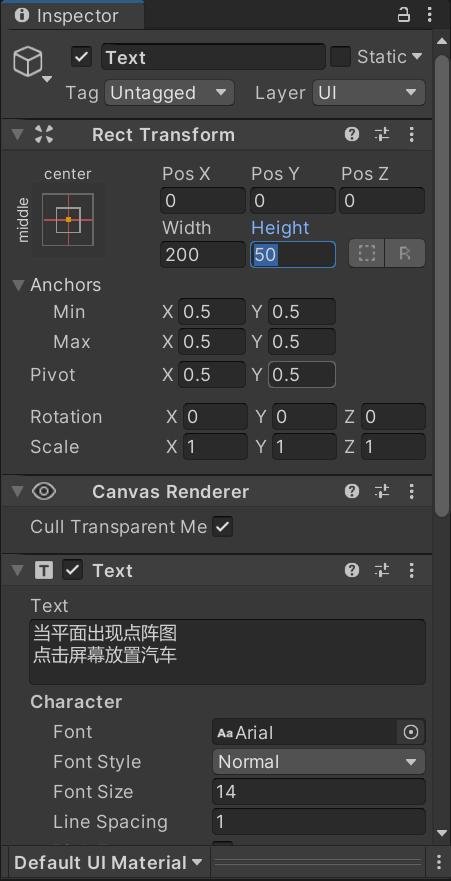 Inspector
Text
Static
Tag Untagged Layer UI
Rect Transform
center
middle
Pos X Pos Y Pos Z
0 0 0
Width Height
200 50 R
Anchors
Min X 0.5 Y 0.5
Max X 0.5 Y 0.5
Pivot X 0.5 Y 0.5
Rotation X 0 Y 0 Z 0
Scale X 1 Y 1 Z 1
Canvas Renderer
Cull Transparent Me
T Text
Text
当平面出现点阵图
点击屏幕放置汽车
Character
Font Aa Arial
Font Style Normal
Font Size 14
Line Spacing 1
Default UI Material